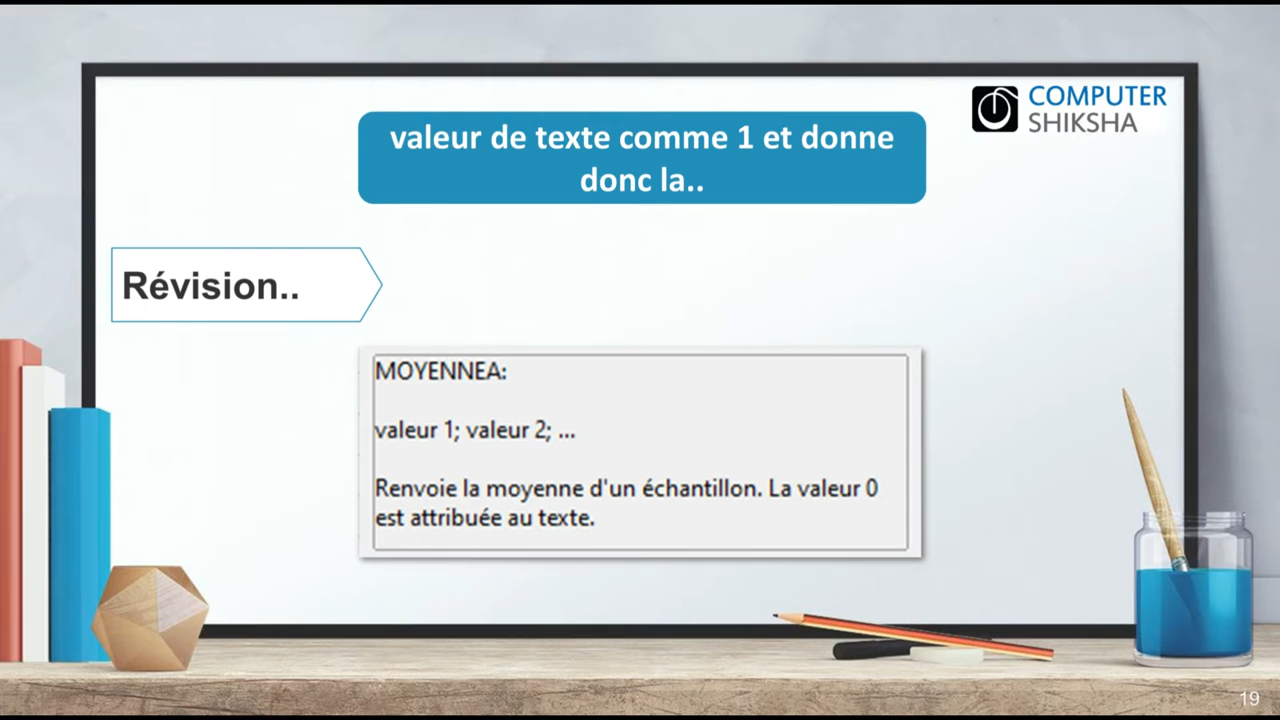 COMPUTER
SHIKSHA
valeur de texte comme 1 et donne
donc la..
Révision..
MOYENNEA:
valeur 1; valeur 2; ...
Renvoie la moyenne d'un échantillon. La valeur 0
est attribuée au texte.
19